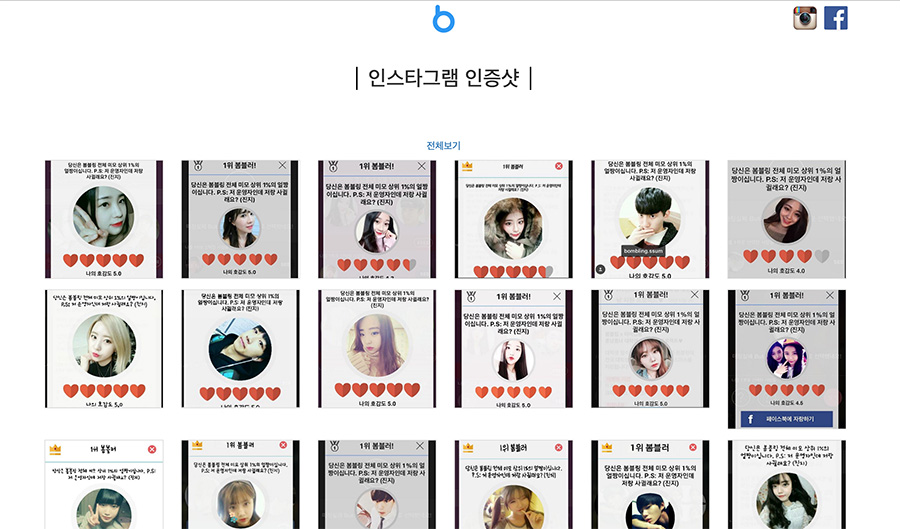 | 인스타그램 인증샷 |
전체보기
당신은 봄블링 전체 미모 상위 1%의
얼짱이십니다. P.S: 저 운영자인데 저랑
사귈래요? (진지)
나의 호감도 5.0
1위 봄블러!
당신은 봄블링 전체 미모 상위 1%의 얼
짱이십니다. P.S: 저 운영자인데 저랑 사
귈래요? (진지)
나의 호감도 5.0
1위 봄블러!
당신은 봄블링 전체 미모 상위 1%의 얼
짱이십니다. P.S: 저 운영자인데 저랑 사
귈래요? (진지)
1위 봄블러!
나의 호감도 5.0
당신은 봄블링 전체 미모 상위 1%의
얼짱이십니다. P.S: 저 운영자인데 저랑
사귈래요? (진지)
bombling.ssum
나의 호감도 5.0
당신은 봄블링 전체 미모 상위 1%의 얼
짱이십니다. P.S: 저 운영자인데 저랑 사
귈래요? (진지)
나의 호감도 4.0
당신은 봄블링 전체 미모 상위 1%의 얼짱이십니다.
P.S: 저 운영자인데 저랑 사귈래요? (진지)
나의 호감도 5.0
당신은 봄블링 전체 미모 상위 1%의
얼짱이십니다. P.S: 저 운영자인데 저랑
사귈래요? (진지)
나의 호감도 5.0
당신은 봄블링 전체 미모 상위 1%의
얼짱이십니다. P.S: 저 운영자인데 저랑
사귈래요? (진지)
나의 호감도 5.0
1위 봄블러!
당신은 봄블링 전체 미모 상위 1%의 얼
짱이십니다. P.S: 저 운영자인데 저랑 사
귈래요? (진지)
나의 호감도 5.0
1위 봄블러!
당신은 봄블링 전체 미모 상위 1%의 얼
짱이십니다. P.S: 저 운영자인데 저랑 사
귈래요? (진지)
나의 호감도 5.0
1위 봄블러!
당신은 봄블링 전체 미모 상위 1%의 얼
짱이십니다. P.S: 저 운영자인데 저랑 사
귈래요? (진지)
나의 호감도 4.5
페이스북에 자랑하기
1위 봄블러
당신은 봄블링 전체 미모 상위 1%의 얼짱이십니다. P.S:
저 운영자인데 저랑 사귈래요? (진지)
1위 봄블러
당신은 봄블링 전체 미모 상위 1%의 얼짱이십니다.
P.S: 저 운영자인데 저랑 사귈래요? (진지)
1위 봄블러!
당신은 봄블링 전체 미모 상위 1%의 얼
짱이십니다. P.S: 저 운영자인데 저랑 사
귈래요? (진지)
1위 봄블러
당신은 봄블링 전체 미모 상위 1%의 얼짱이십니다.
P.S: 저 운영자인데 저랑 사귈래요? (진지)
1위 봄블러
당신은 봄블링 전체 미모 상위 1%의 얼짱
이십니다. P.S: 저 운영자인데 저랑 사귈래
요? (진지)
당신은 봄블링 전체 미모 상위 1%의
얼짱이십니다. P.S: 저 운영자인데 저랑
사귈래요? (진지)